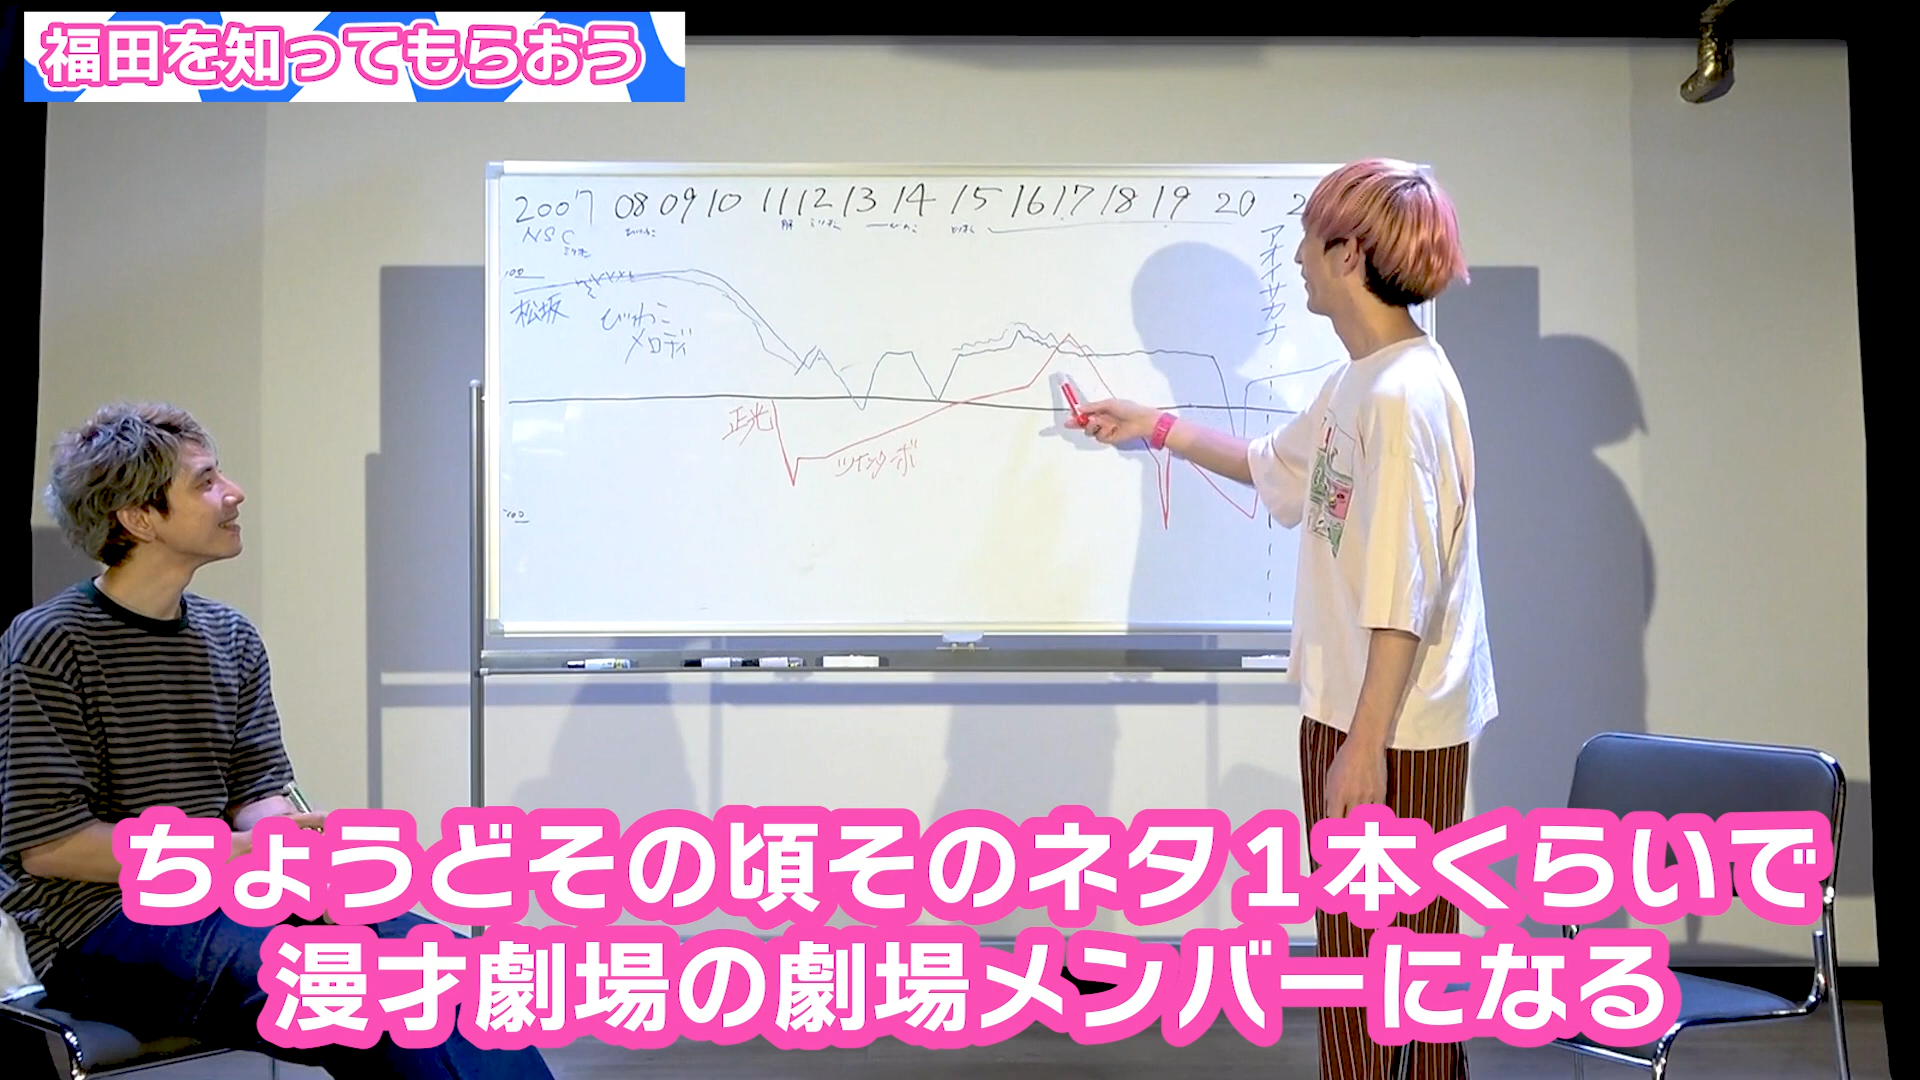 福田を知ってもらおう
2007 08 09 10 11 12 13 14 15 16 17 18 19 20 2
NSC
100
松坂
びわこ
メロディ
アオイサカナ
正光
ツインターボ
ちょうどその頃そのネタ1本くらいで
漫才劇場の劇場メンバーになる